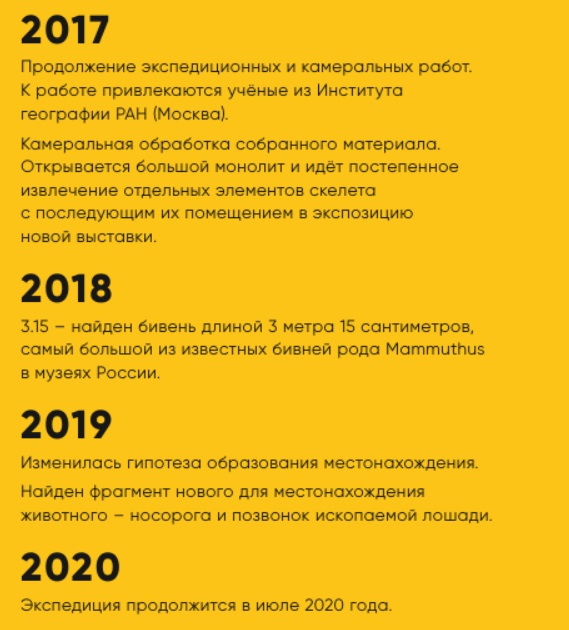 2017
Продолжение экспедиционных и камеральных работ.
К работе привлекаются учёные из Института
географии РАН (Москва).
Камеральная обработка собранного материала.
Открывается большой монолит и идёт постепенное
извлечение отдельных элементов скелета
с последующим их помещением в экспозицию
новой выставки.
2018
3.15 – найден бивень длиной 3 метра 15 сантиметров,
самый большой из известных бивней рода Mammuthus
в музеях России.
2019
Изменилась гипотеза образования местонахождения.
Найден фрагмент нового для местонахождения
животного – носорога и позвонок ископаемой лошади.
2020
Экспедиция продолжится в июле 2020 года.